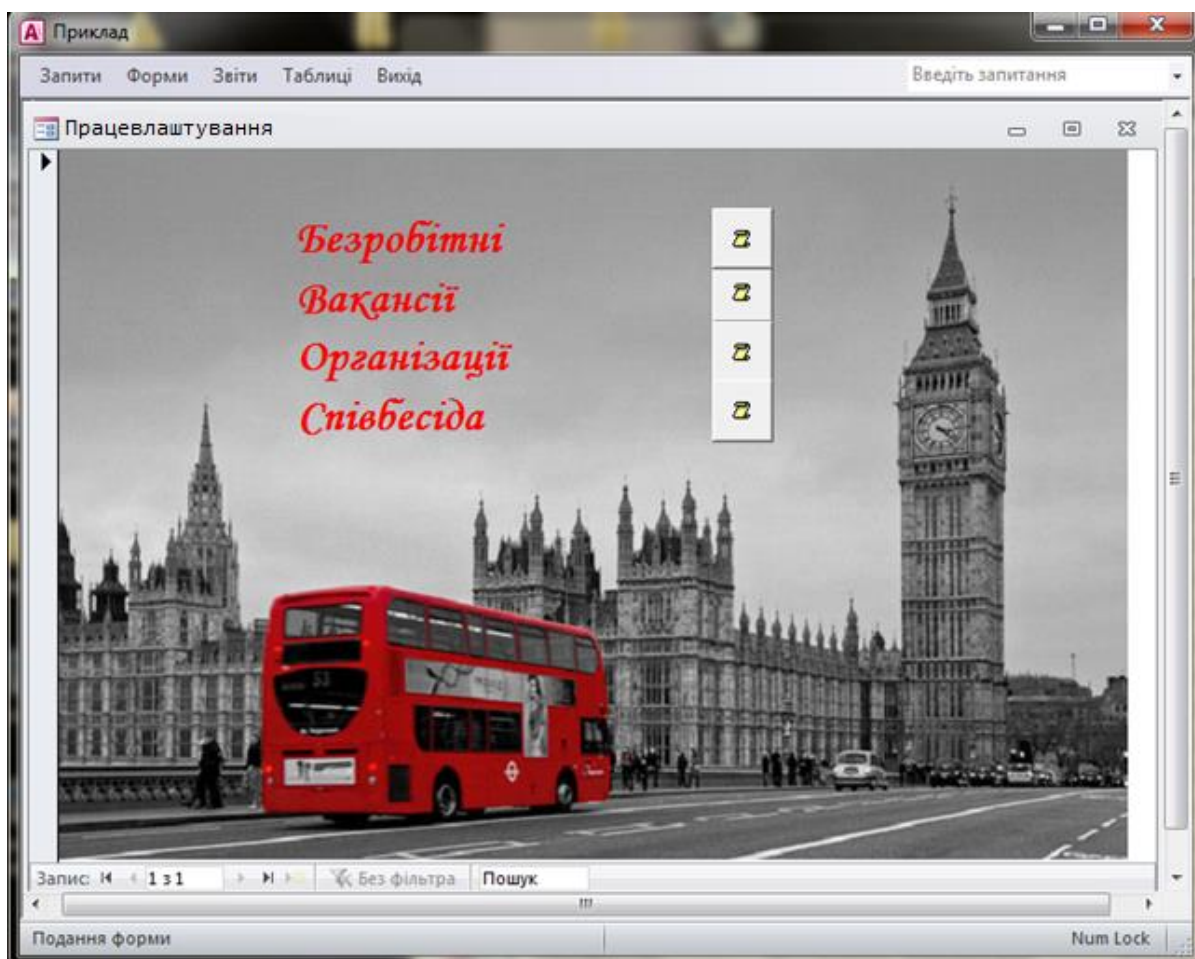 Приклад
Запити Форми Звіти Таблиці Вихід Введіть запитання
Працевлаштування
Безробітні
Вакансії
Організації
Співбесіда
53
Запис: 1 з 1 Без фільтра Пошук
Подання форми Num Lock